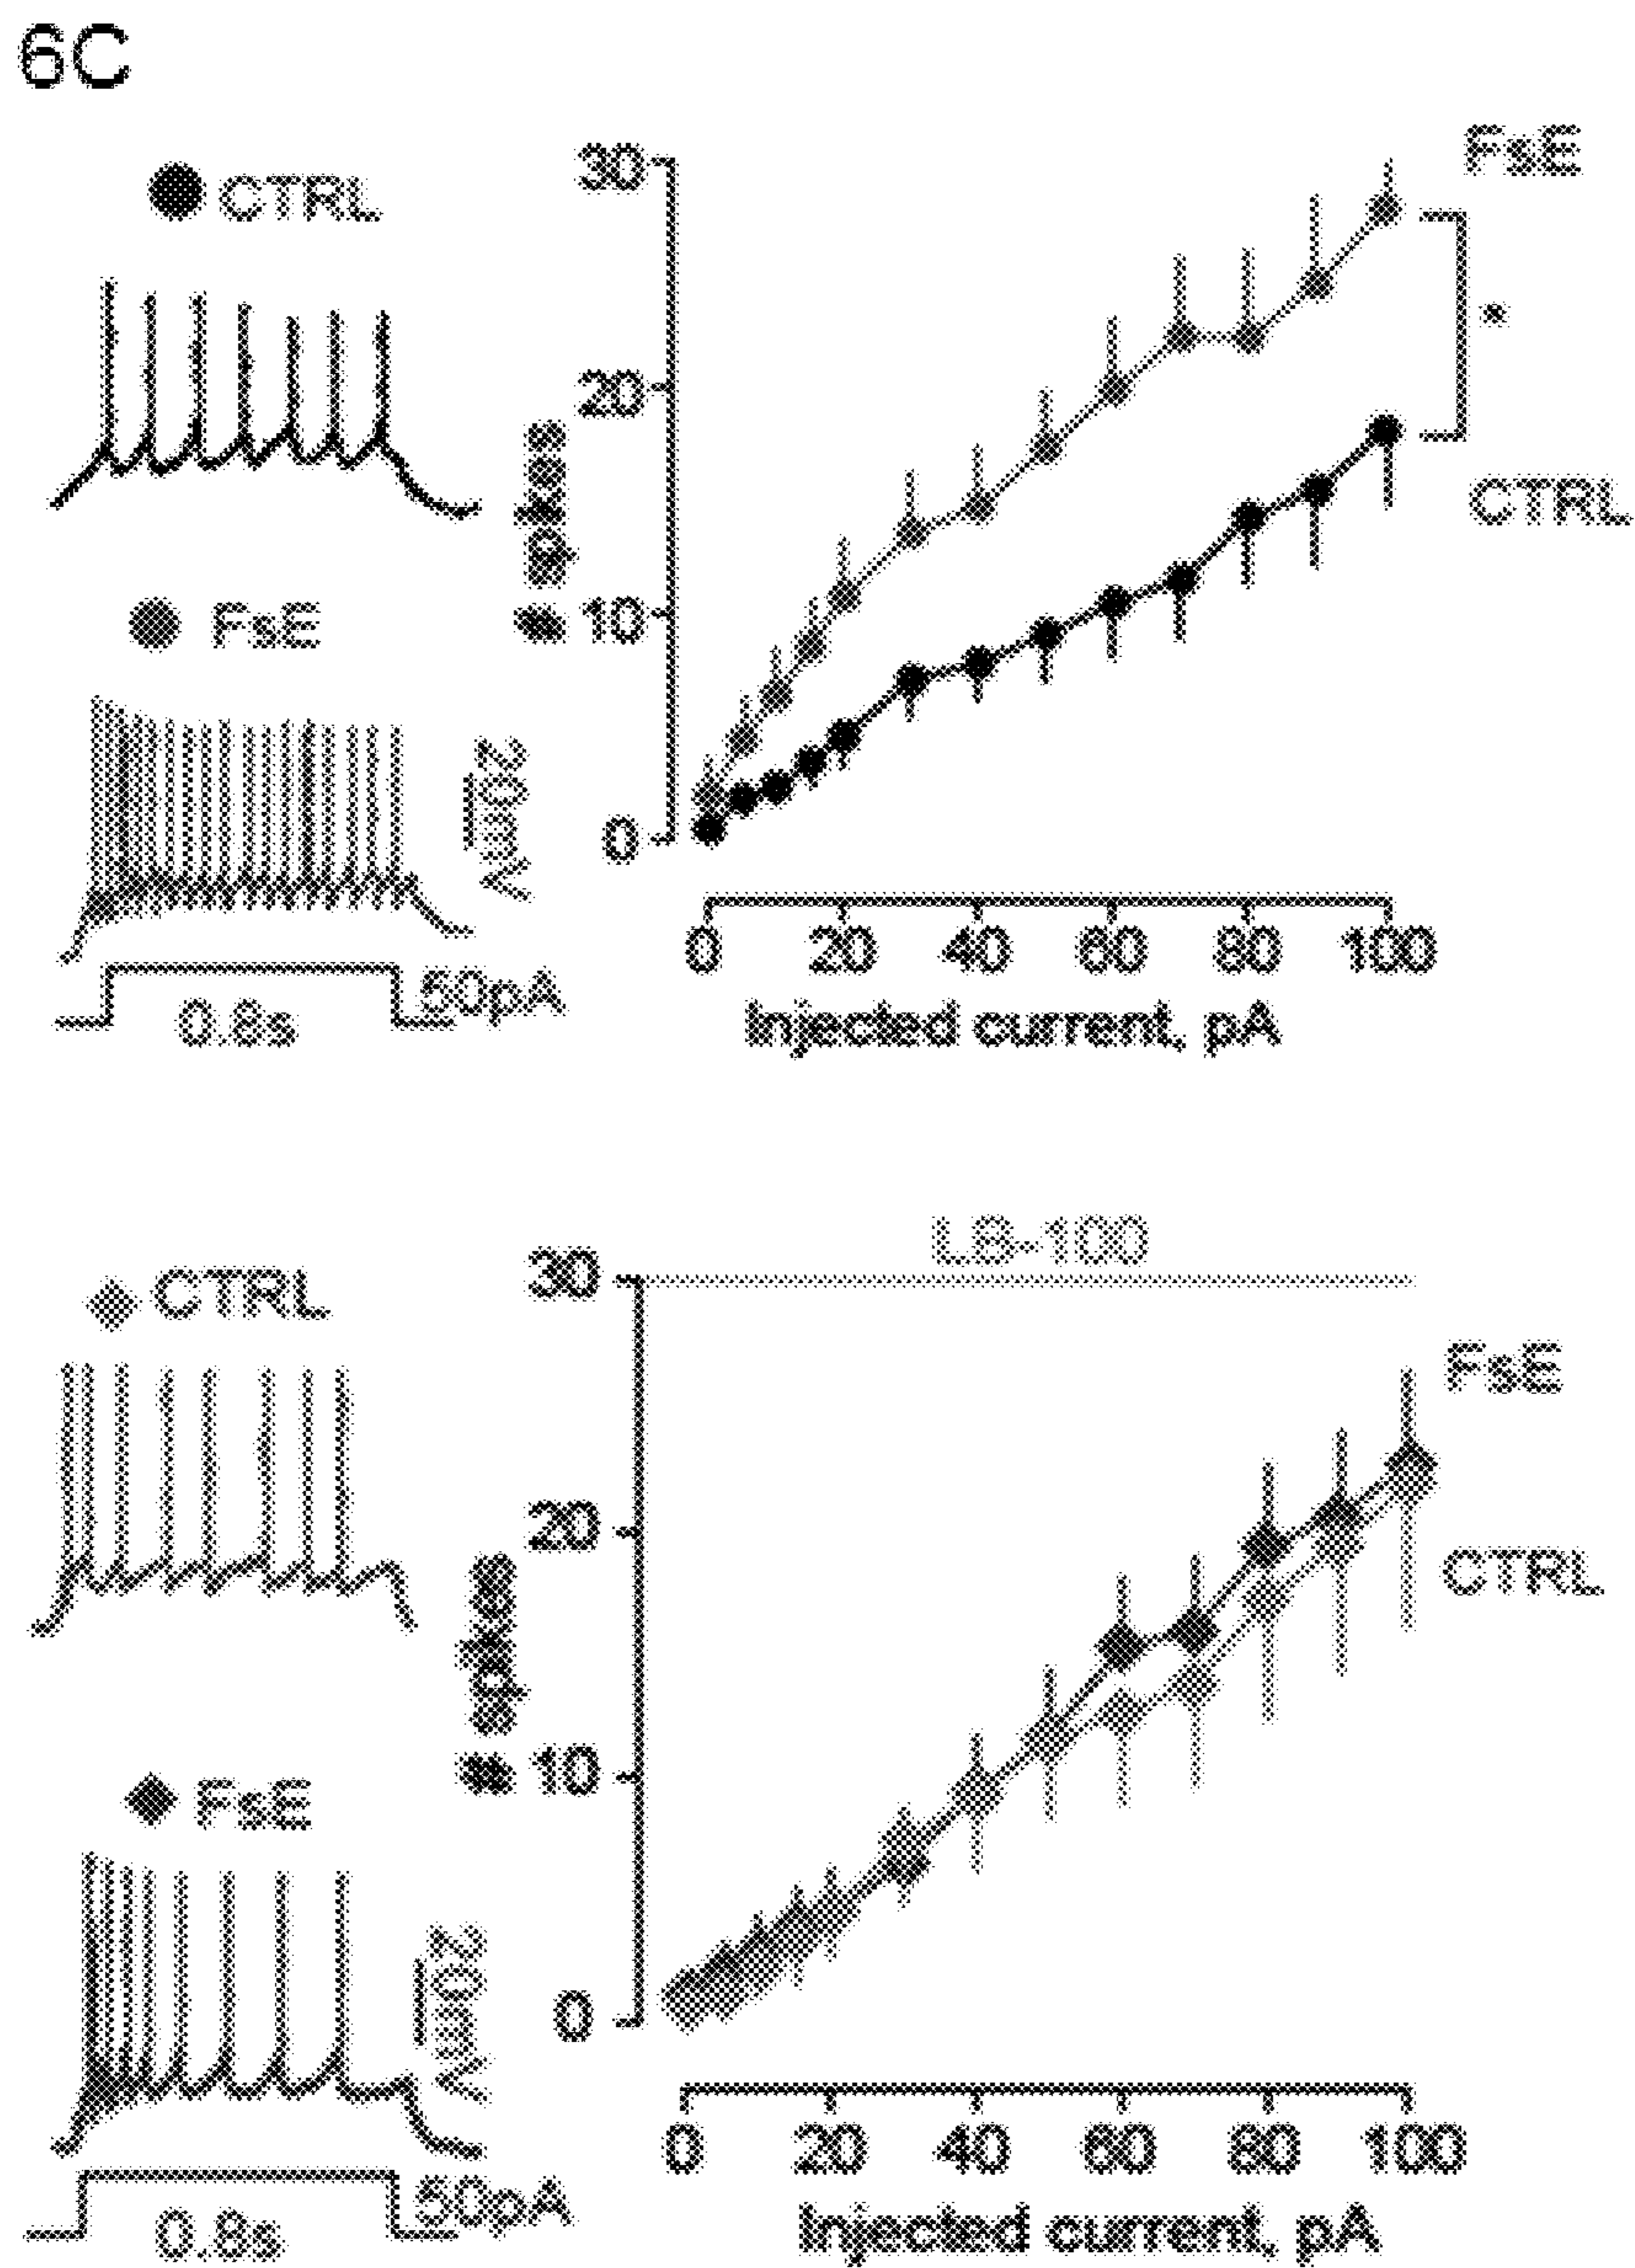 6C
CTRL
FsE
20mV
50pA
0.8s
# spikes
30
20
10
0
FsE
*
CTRL
0 20 40 60 80 100
Injected current, pA
CTRL
FsE
20mV
50pA
0.8s
LB-100
# spikes
30
20
10
0
FsE
CTRL
0 20 40 60 80 100
Injected current, pA